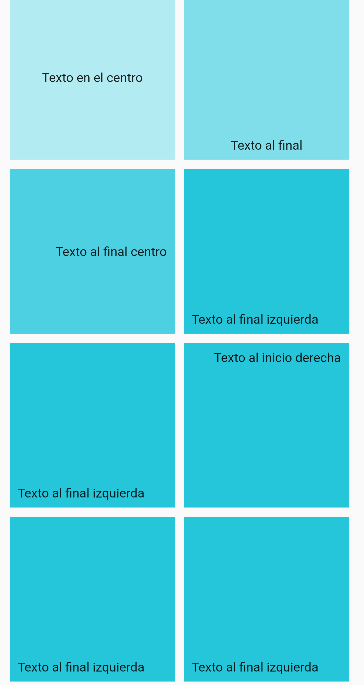 Texto en el centro
Texto al final
Texto al final centro
Texto al final izquierda
Texto al final izquierda
Texto al inicio derecha
Texto al final izquierda
Texto al final izquierda